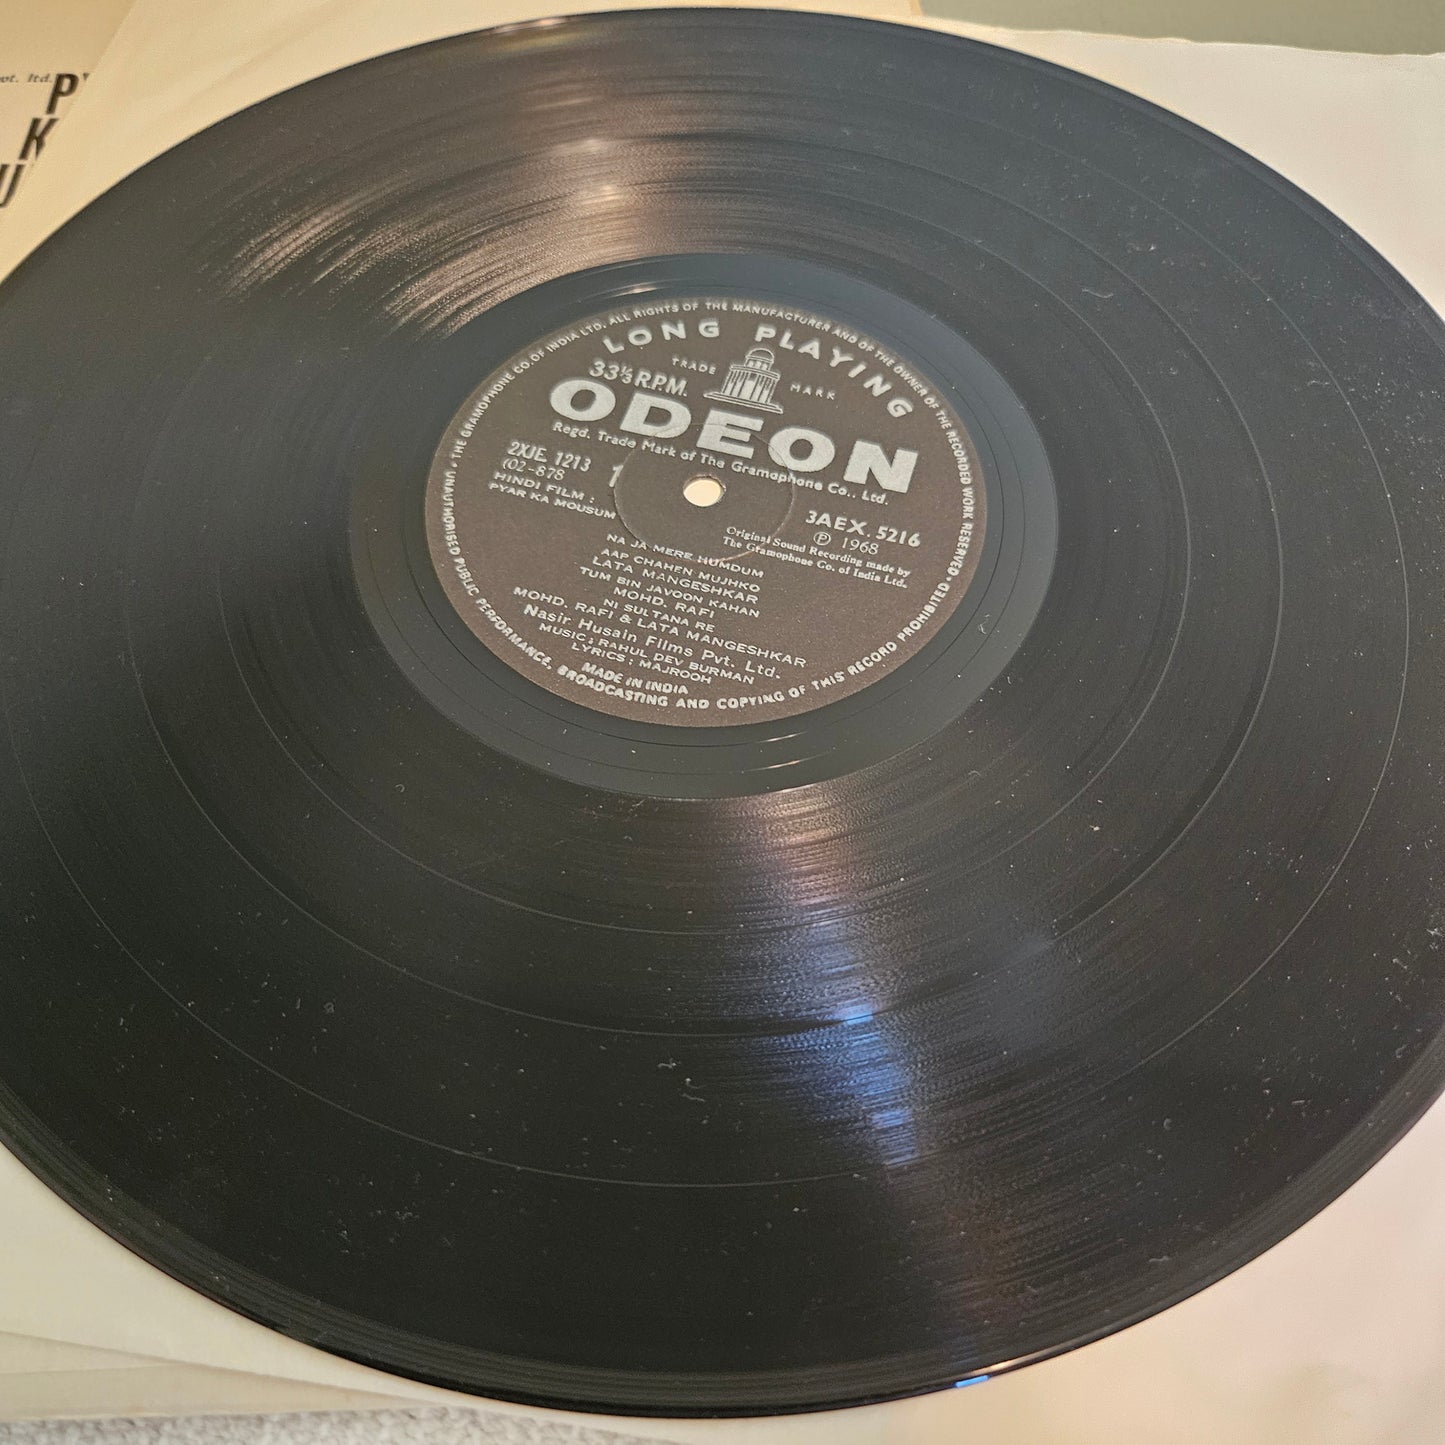 vt. ltd.
P
K
U
THE GRAMOPHONE CO. OF INDIA LTD. ALL RIGHTS OF THE MANUFACTURER AND OF THE OWNER OF THE RECORDED WORK RESERVED •
UNAUTHORISED PUBLIC PERFORMANCE, BROADCASTING AND COPYING OF THIS RECORD PROHIBITED •
LONG PLAYING
TRADE MARK
33⅓ R.P.M.
ODEON
Regd. Trade Mark of The Gramophone Co., Ltd.
2XJE. 1213
(O2-878
1
HINDI FILM :
PYAR KA MOUSUM
3AEX. 5216
Ⓟ 1968
Original Sound Recording made by
The Gramophone Co. of India Ltd.
NA JA MERE HUMDUM
AAP CHAHEN MUJHKO
LATA MANGESHKAR
TUM BIN JAVOON KAHAN
MOHD. RAFI
NI SULTANA RE
MOHD. RAFI & LATA MANGESHKAR
Nasir Husain Films Pvt. Ltd.
MUSIC : RAHUL DEV BURMAN
LYRICS : MAJROOH
MADE IN INDIA